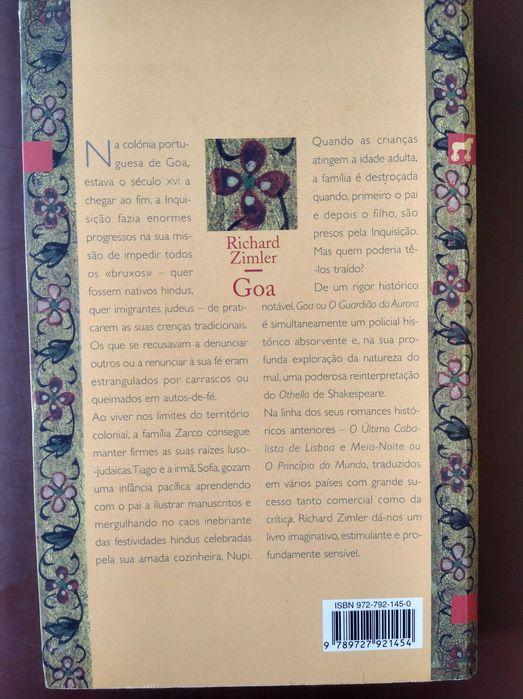 Na colónia portu-
guesa de Goa,
estava o século XVI a
chegar ao fim, a Inqui-
sição fazia enormes
progressos na sua mis-
são de impedir todos
os «bruxos» – quer
fossem nativos hindus,
quer imigrantes judeus – de prati-
carem as suas crenças tradicionais.
Os que se recusavam a denunciar
outros ou a renunciar à sua fé eram
estrangulados por carrascos ou
queimados em autos-de-fé.
Ao viver nos limites do território
colonial, a família Zarco consegue
manter firmes as suas raízes luso-
-judaicas. Tiago e a irmã, Sofia, gozam
uma infância pacífica aprendendo
com o pai a ilustrar manuscritos e
mergulhando no caos inebriante
das festividades hindus celebradas
pela sua amada cozinheira, Nupi.
Richard
Zimler
Goa
Quando as crianças
atingem a idade adulta,
a família é destroçada
quando, primeiro o pai
e depois o filho, são
presos pela Inquisição.
Mas quem poderia tê-
-los traído?
De um rigor histórico
notável, Goa ou O Guardião da Aurora
é simultaneamente um policial his-
tórico absorvente e, na sua pro-
funda exploração da natureza do
mal, uma poderosa reinterpretação
do Othello de Shakespeare.
Na linha dos seus romances histó-
ricos anteriores – O Último Caba-
lista de Lisboa e Meia-Noite ou
O Princípio do Mundo, traduzidos
em vários países com grande su-
cesso tanto comercial como da
crítica, Richard Zimler dá-nos um
livro imaginativo, estimulante e pro-
fundamente sensível.
ISBN 972-792-145-0
9 789727 921454